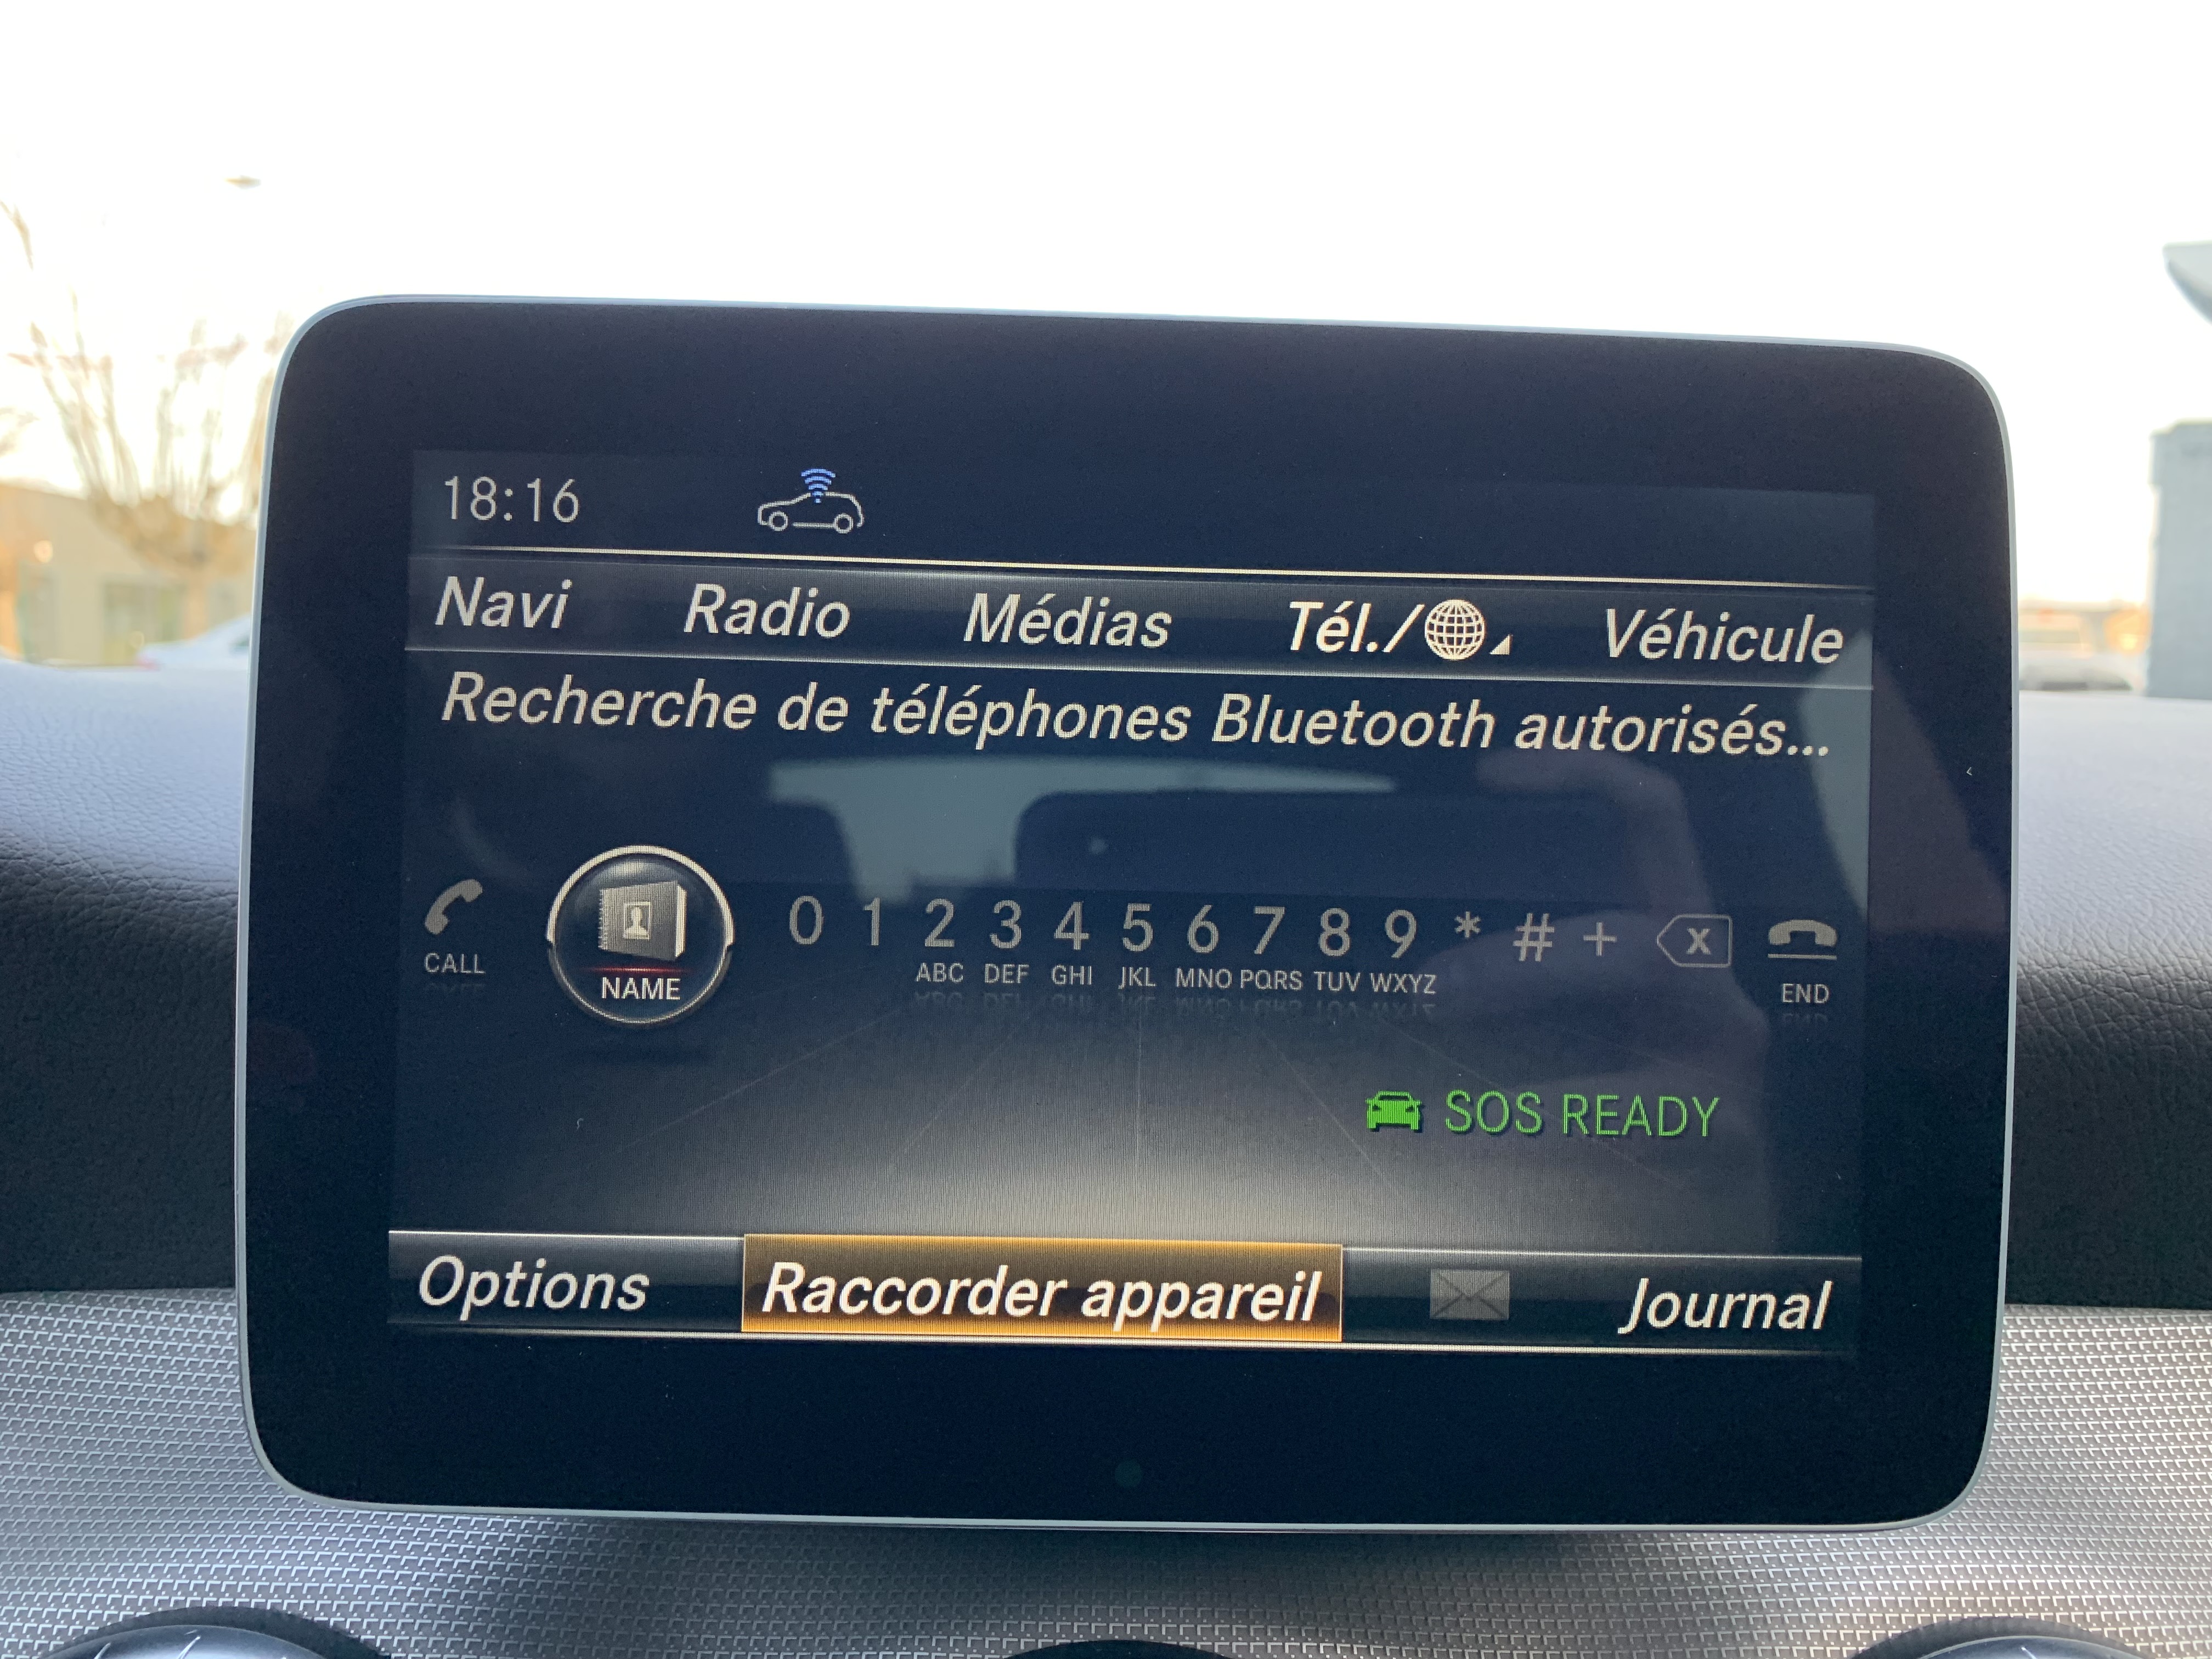 18:16
Navi Radio Médias Tél./ Véhicule
Recherche de téléphones Bluetooth autorisés...
0 1 2 3 4 5 6 7 8 9 * # + x
CALL NAME ABC DEF GHI JKL MNO PQRS TUV WXYZ END
SOS READY
Options Raccorder appareil Journal